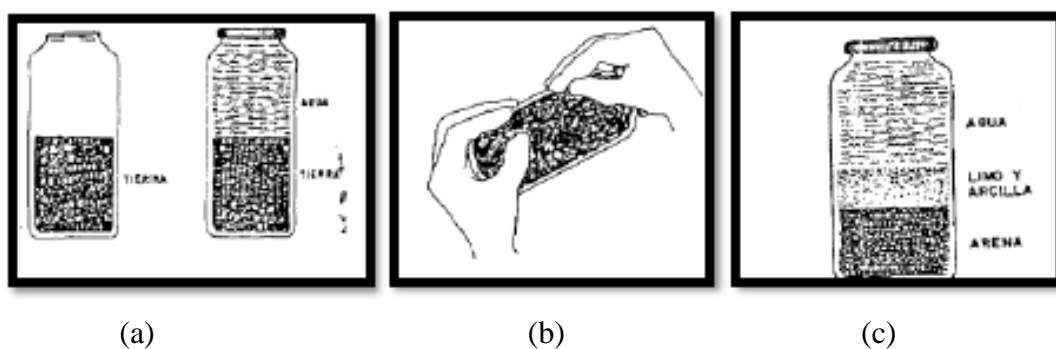 AGUA
TIERRA
TIERRA
AGUA
LIMO Y
ARCILLA
ARENA
(a)
(b)
(c)